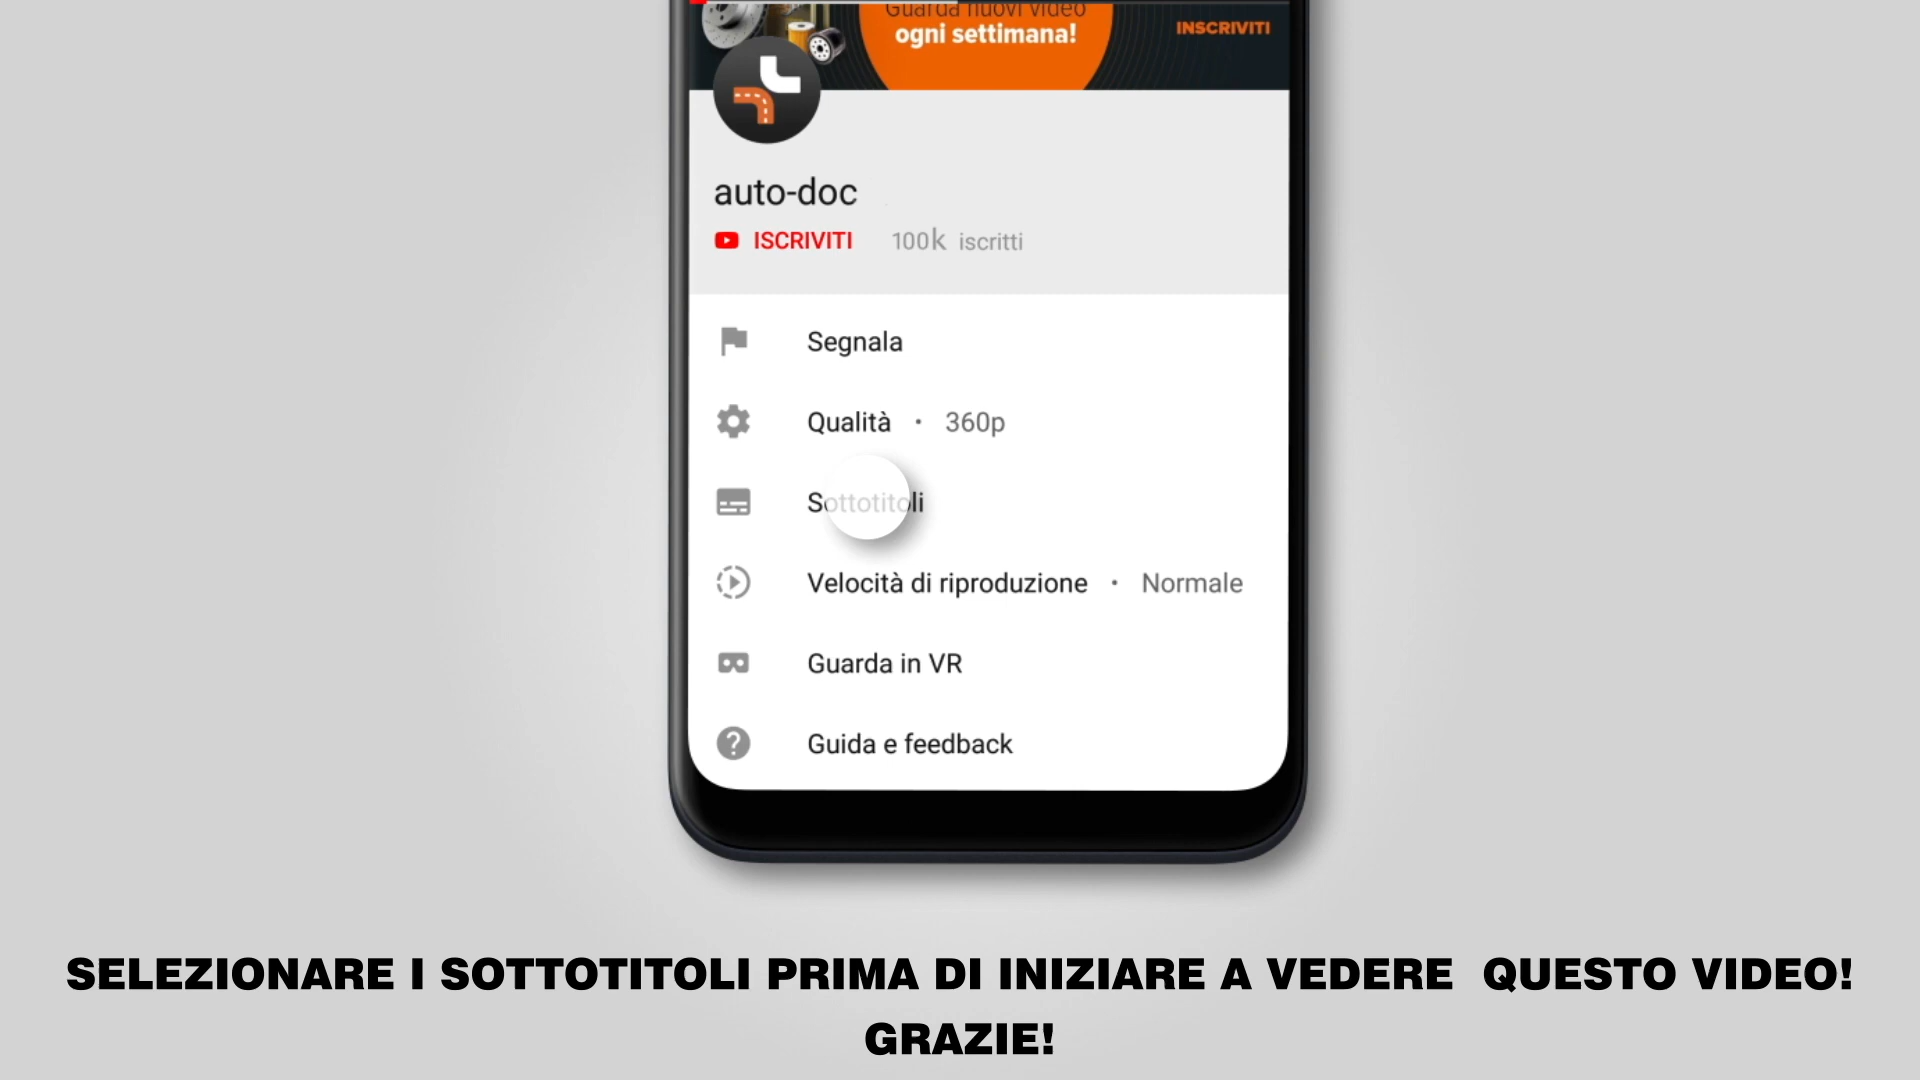 Guarda nuovi video
ogni settimana!
INSCRIVITI
auto-doc
ISCRIVITI 100k iscritti
Segnala
Qualità • 360p
Sottotitoli
Velocità di riproduzione • Normale
Guarda in VR
Guida e feedback
SELEZIONARE I SOTTOTITOLI PRIMA DI INIZIARE A VEDERE QUESTO VIDEO!
GRAZIE!